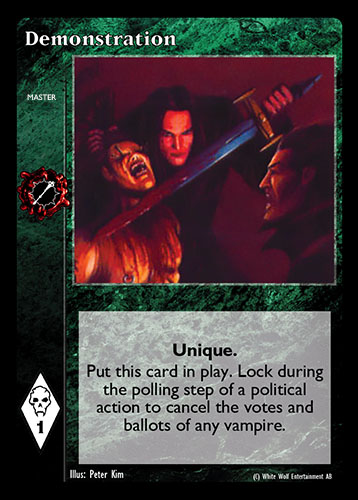 Demonstration
MASTER
Unique.
Put this card in play. Lock during
the polling step of a political
action to cancel the votes and
ballots of any vampire.
1
Illus: Peter Kim
(C) White Wolf Entertainment AB